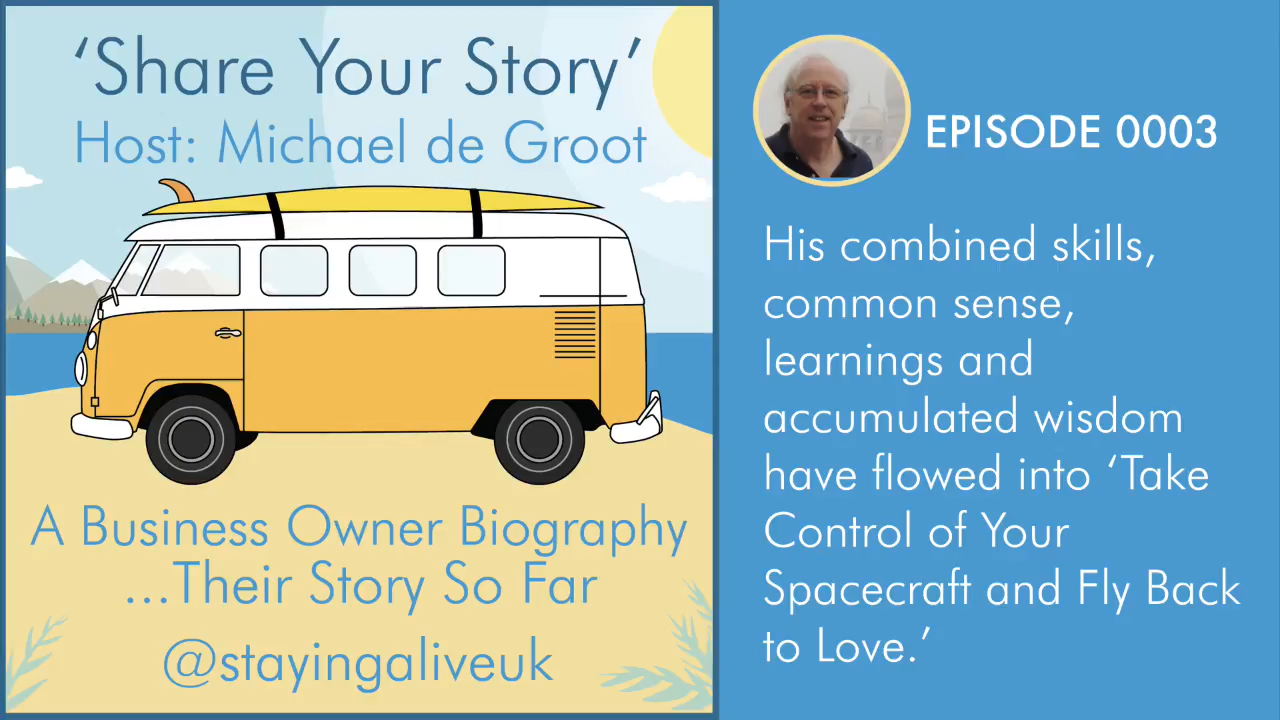 ‘Share Your Story’
Host: Michael de Groot
A Business Owner Biography
...Their Story So Far
@stayingaliveuk
EPISODE 0003
His combined skills,
common sense,
learnings and
accumulated wisdom
have flowed into ‘Take
Control of Your
Spacecraft and Fly Back
to Love.’